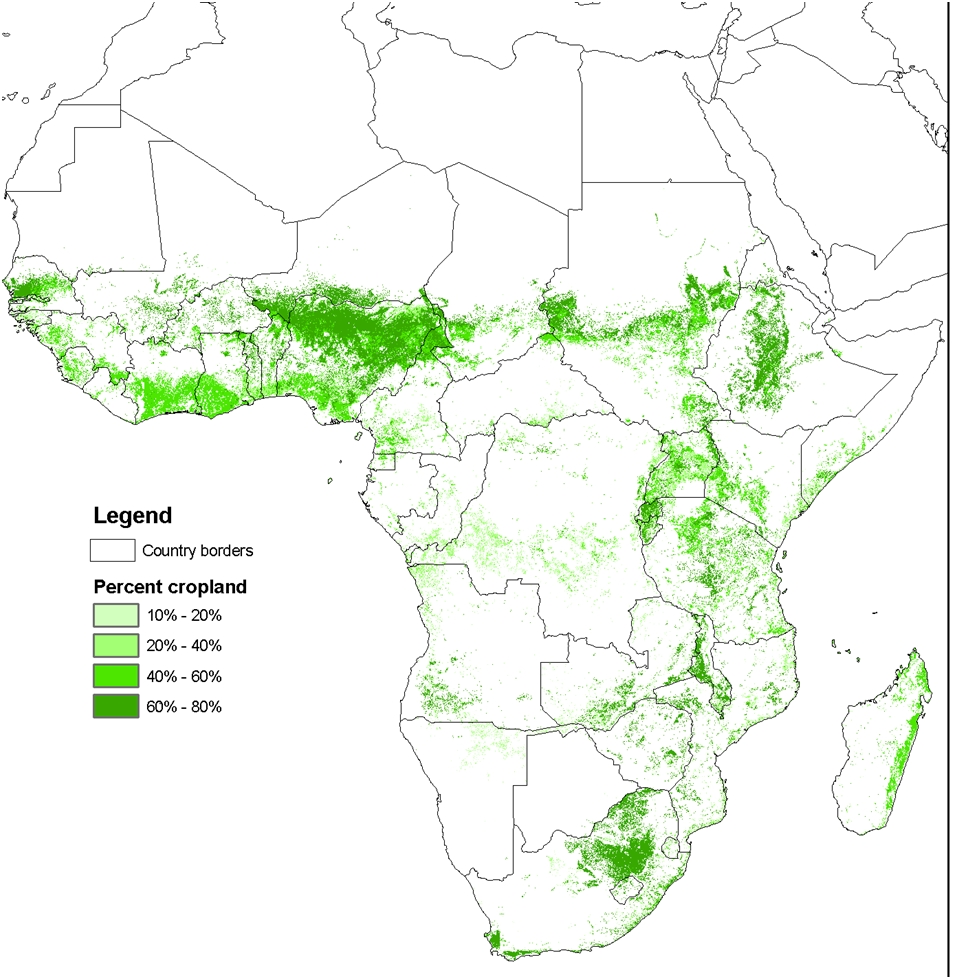 Legend
Country borders
Percent cropland
10% - 20%
20% - 40%
40% - 60%
60% - 80%